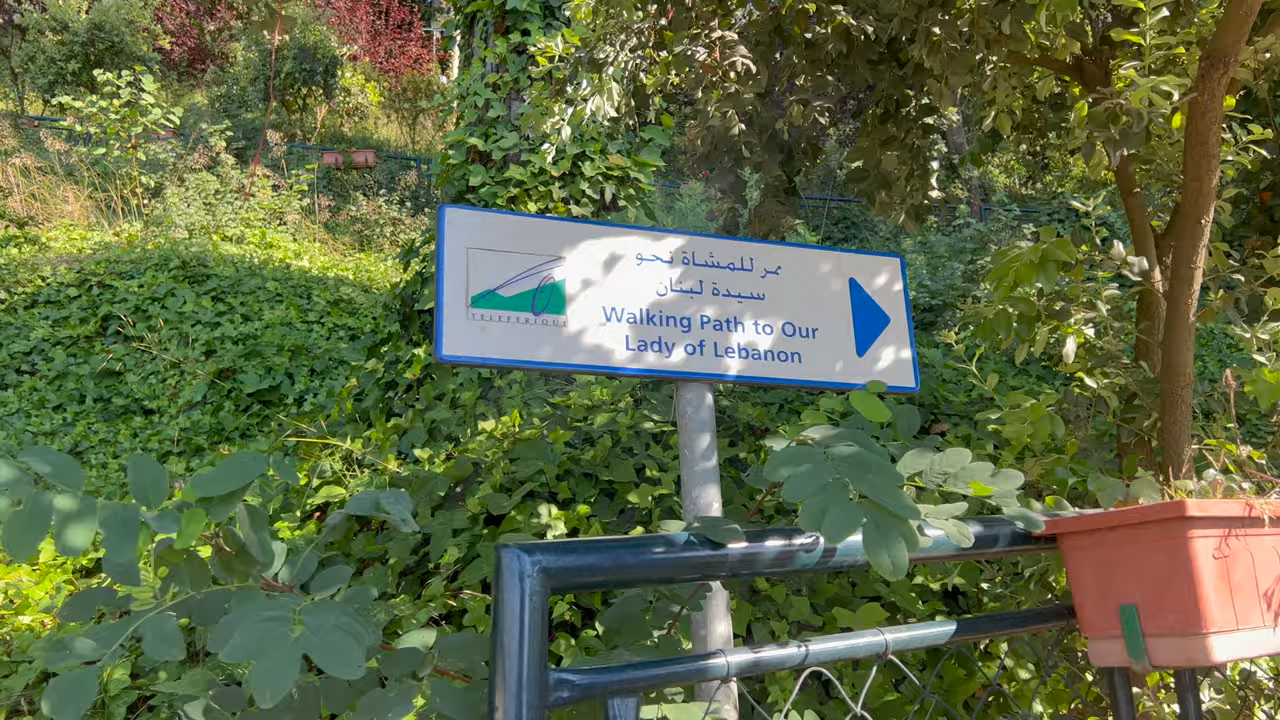 ممر للمشاة نحو
سيدة لبنان
Walking Path to Our
Lady of Lebanon
TELEFERIQUE